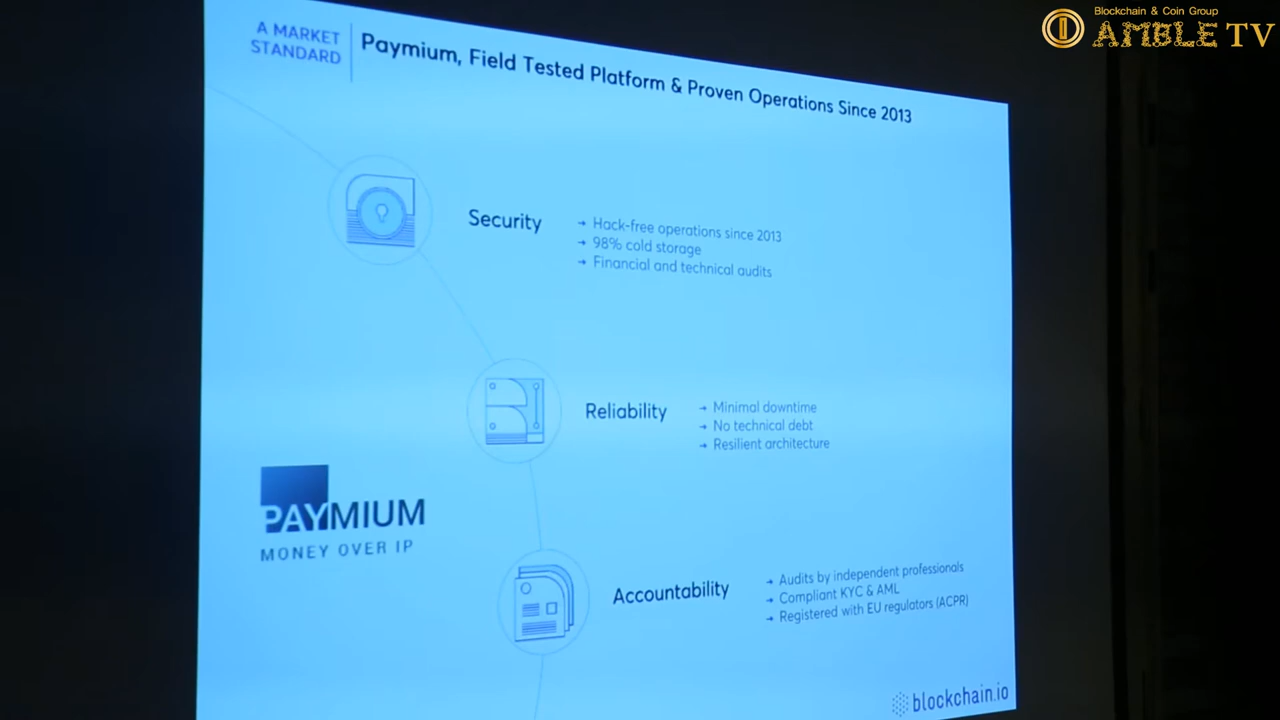 Blockchain & Coin Group
AMBLE TV
A MARKET
STANDARD
Paymium, Field Tested Platform & Proven Operations Since 2013
Security
→ Hack-free operations since 2013
→ 98% cold storage
→ Financial and technical audits
Reliability
→ Minimal downtime
→ No technical debt
→ Resilient architecture
PAYMIUM
MONEY OVER IP
Accountability
→ Audits by independent professionals
→ Compliant KYC & AML
→ Registered with EU regulators (ACPR)
blockchain.io